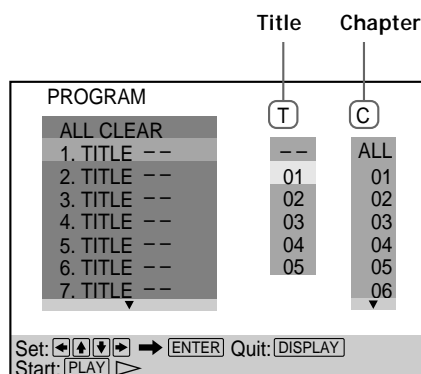 Title Chapter
PROGRAM
T C
ALL CLEAR
1. TITLE – – – – ALL
2. TITLE – – 01 01
3. TITLE – – 02 02
4. TITLE – – 03 03
5. TITLE – – 04 04
6. TITLE – – 05 05
7. TITLE – – 06
Set: ENTER Quit: DISPLAY
Start: PLAY